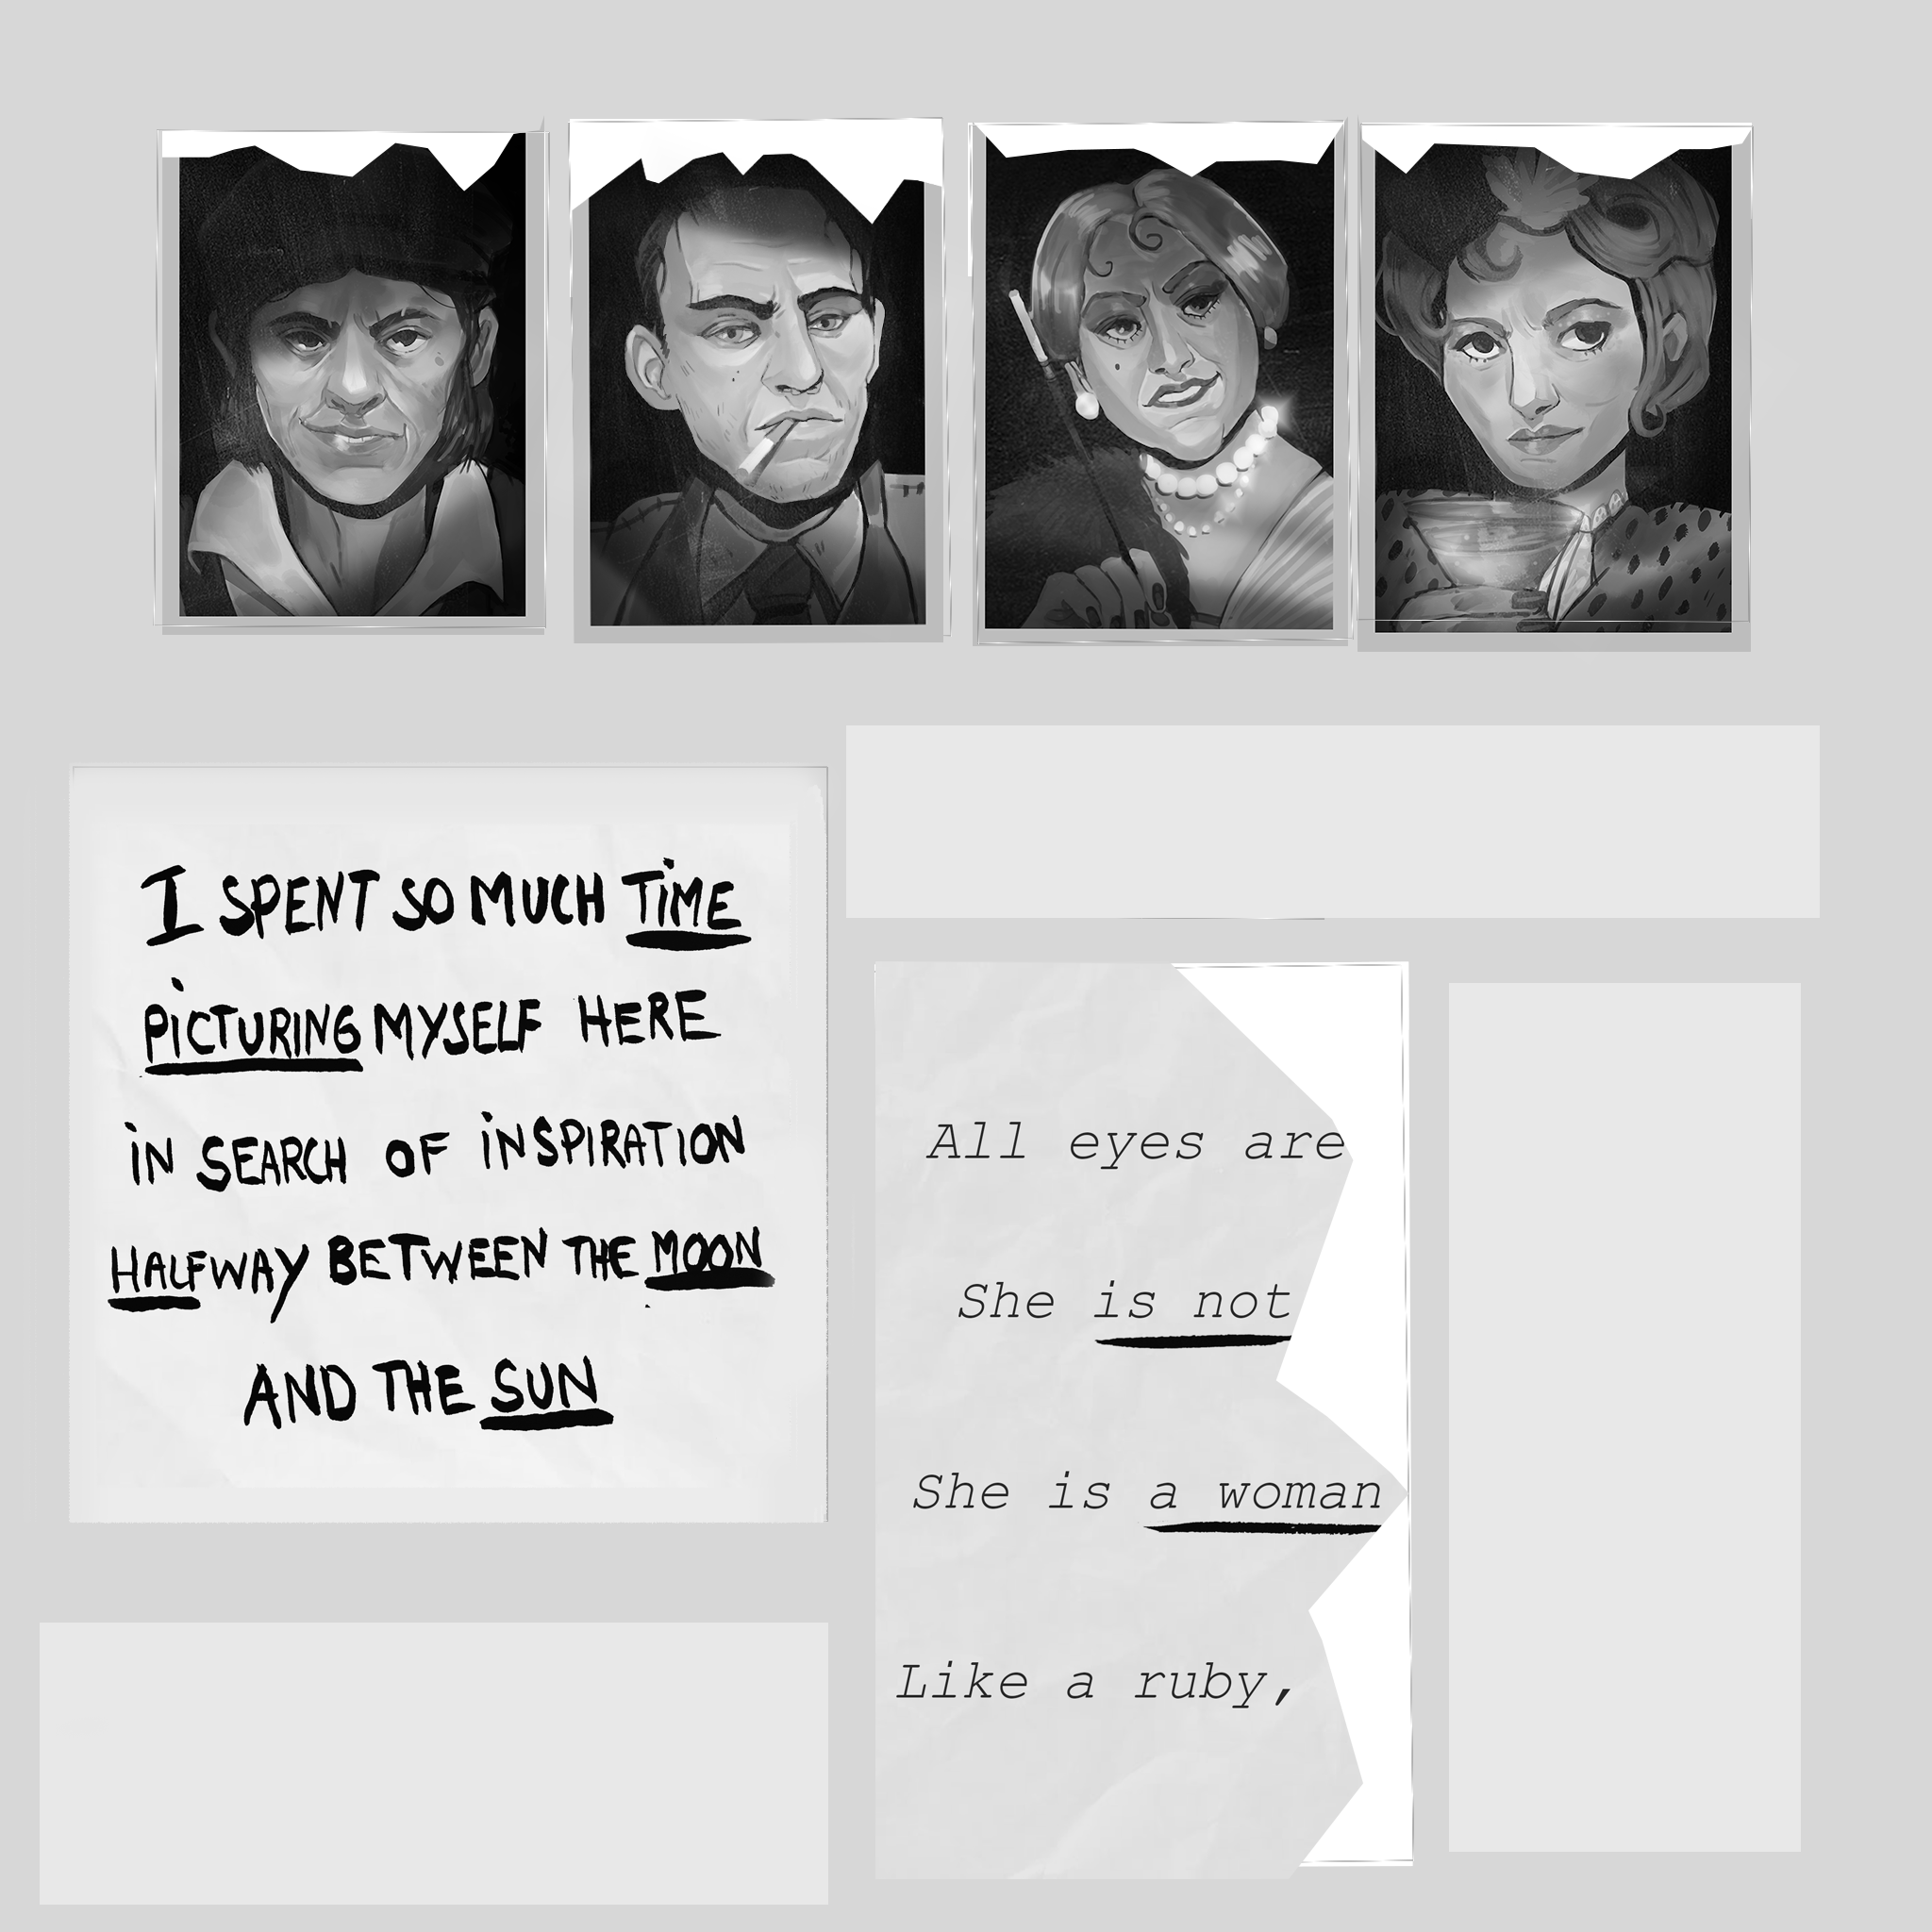 I SPENT SO MUCH TiME
PiCTURING MYSELF HERE
iN SEARCH OF iNSPIRATION
HALFWAY BETWEEN THE MOON
AND THE SUN
All eyes are
She is not
She is a woman
Like a ruby,